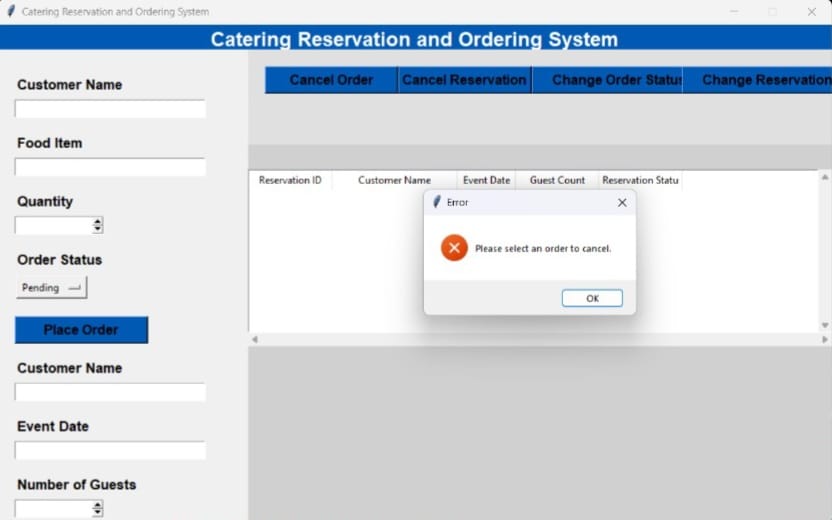 Catering Reservation and Ordering System
Catering Reservation and Ordering System
Customer Name
Food Item
Quantity
Order Status
Pending
Place Order
Customer Name
Event Date
Number of Guests
Cancel Order
Cancel Reservation
Change Order Status
Change Reservation
Reservation ID
Customer Name
Event Date
Guest Count
Reservation Statu
Error
Please select an order to cancel.
OK